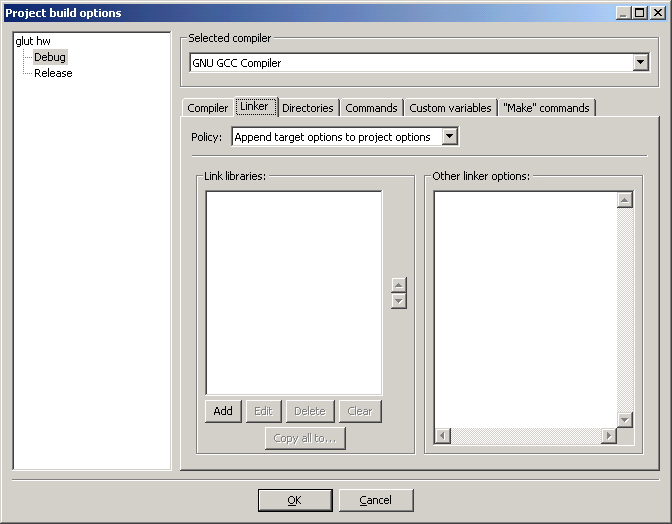 Project build options
glut hw
Debug
Release
Selected compiler
GNU GCC Compiler
Compiler Linker Directories Commands Custom variables "Make" commands
Policy: Append target options to project options
Link libraries:
Other linker options:
Add Edit Delete Clear
Copy all to...
OK Cancel